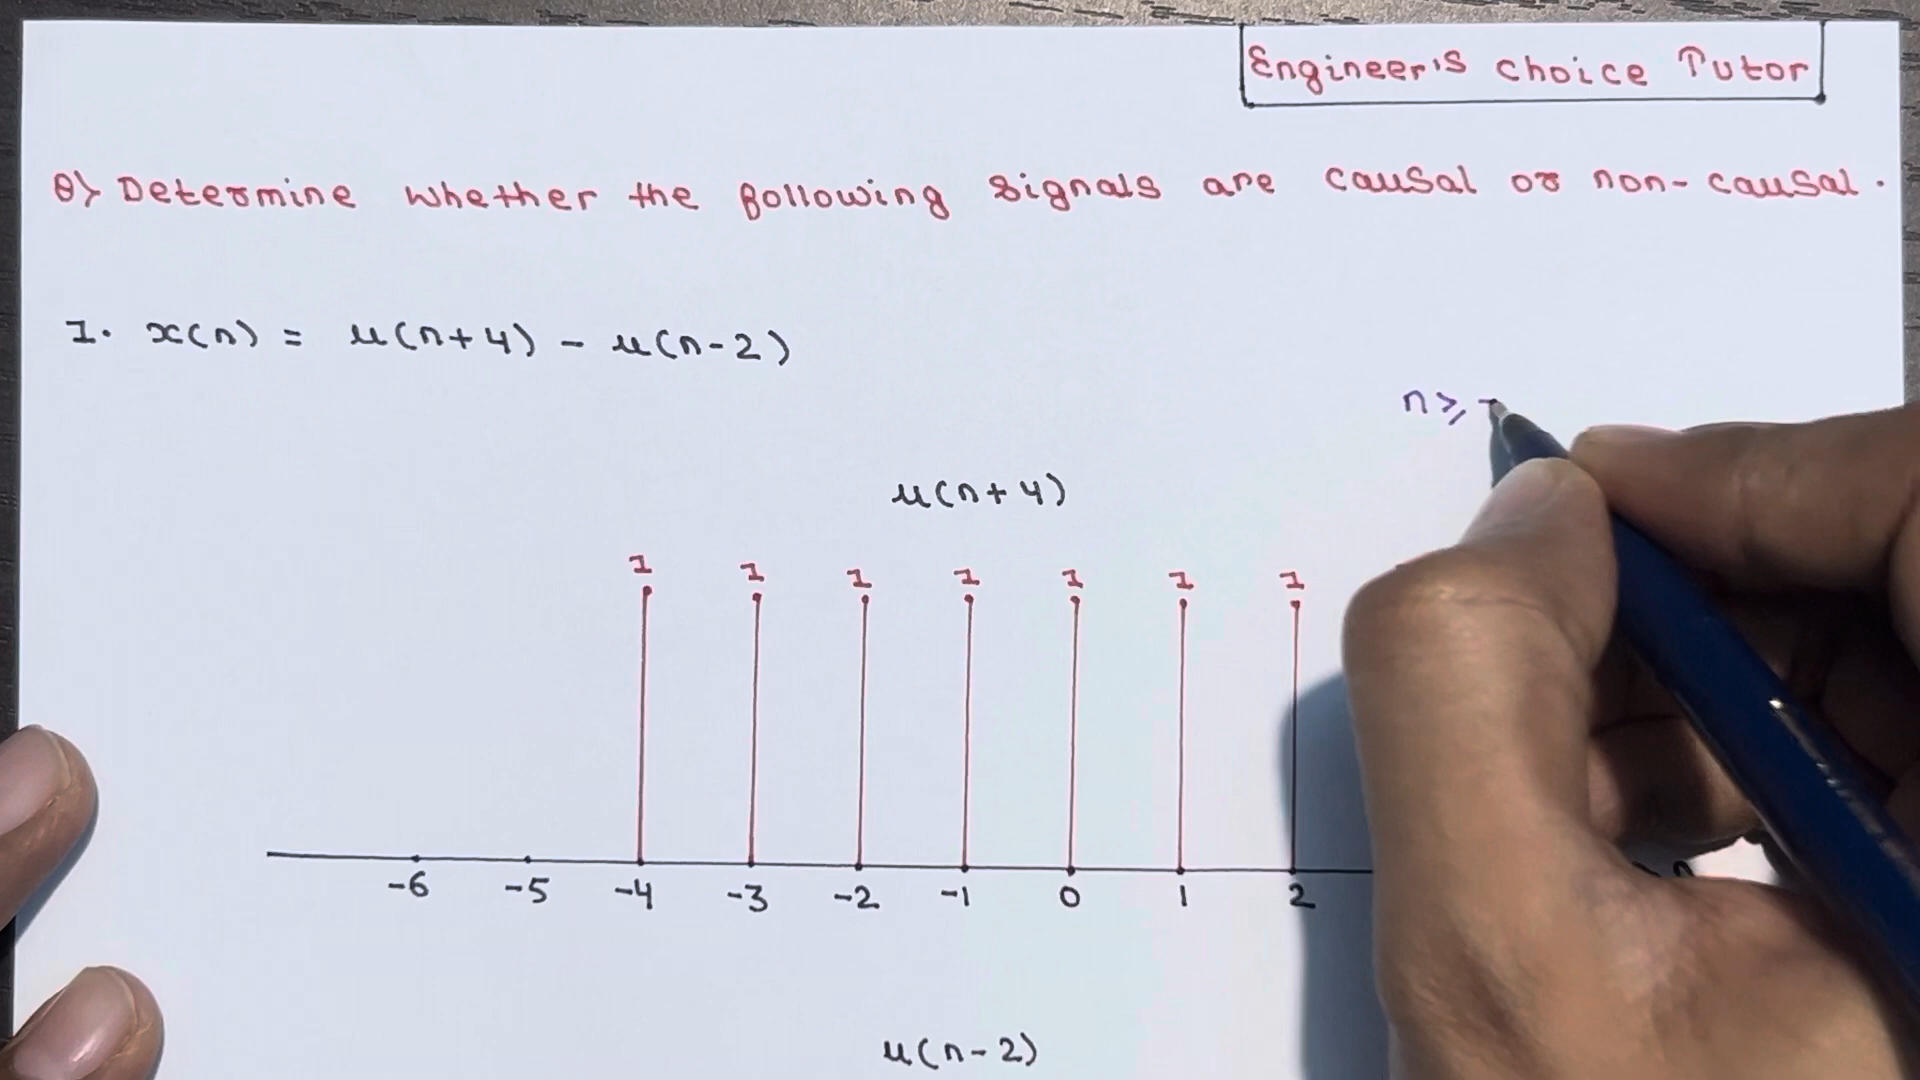 Engineer's choice Tutor
Q) Determine whether the following signals are causal or non-causal.
1. x(n) = u(n+4) - u(n-2)
n ≥ -
u(n+4)
1 1 1 1 1 1 1
-6 -5 -4 -3 -2 -1 0 1 2
u(n-2)